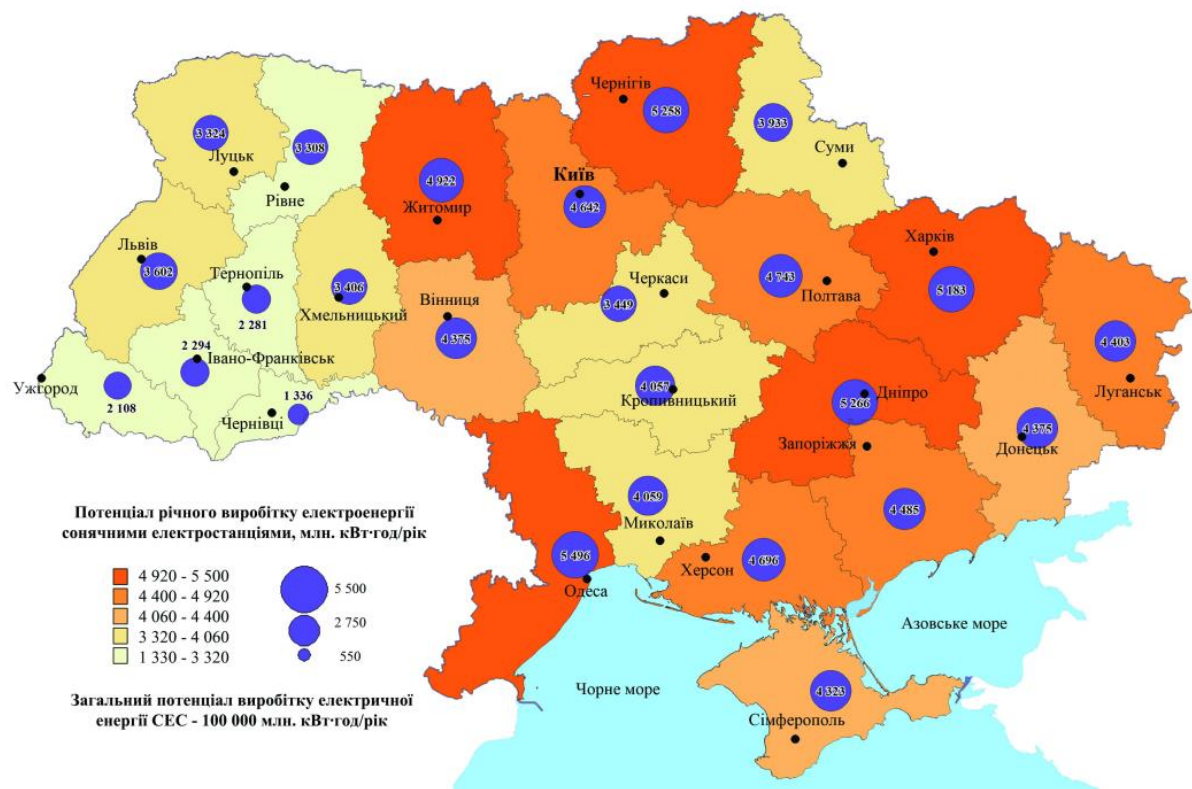 Чернігів
5 258
3 933
Суми
3 324
Луцьк
3 308
Рівне
4 922
Житомир
Київ
4 642
Харків
5 183
Львів
3 602
Тернопіль
2 281
3 406
Хмельницький
Вінниця
4 375
Черкаси
3 449
4 743
Полтава
4 403
Луганськ
2 294
Івано-Франківськ
Ужгород
2 108
1 336
Чернівці
4 057
Кропивницький
Дніпро
5 266
Запоріжжя
4 375
Донецьк
4 059
Миколаїв
4 485
5 496
Одеса
Херсон
4 696
Азовське море
Чорне море
4 323
Сімферополь
Потенціал річного виробітку електроенергії
сонячними електростанціями, млн. кВт·год/рік
4 920 - 5 500
4 400 - 4 920
4 060 - 4 400
3 320 - 4 060
1 330 - 3 320
5 500
2 750
550
Загальний потенціал виробітку електричної
енергії СЕС - 100 000 млн. кВт·год/рік